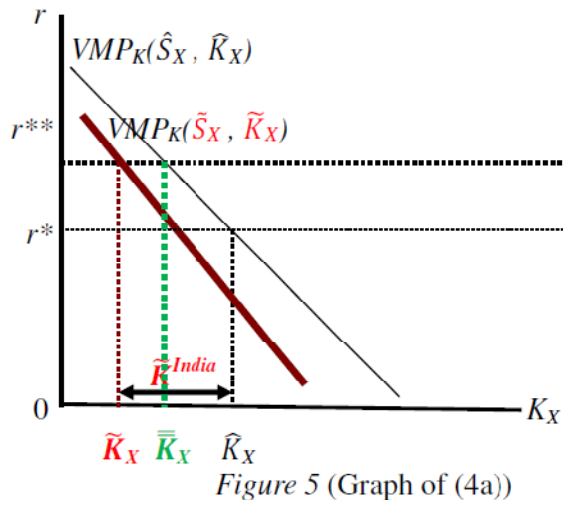 r
VMP_K(Ŝ_X , K̂_X)
r**
VMP_K(S̃_X , K̃_X)
r*
K̃^India
0
K_X
K̃_X
K̿_X
K̂_X
Figure 5 (Graph of (4a))